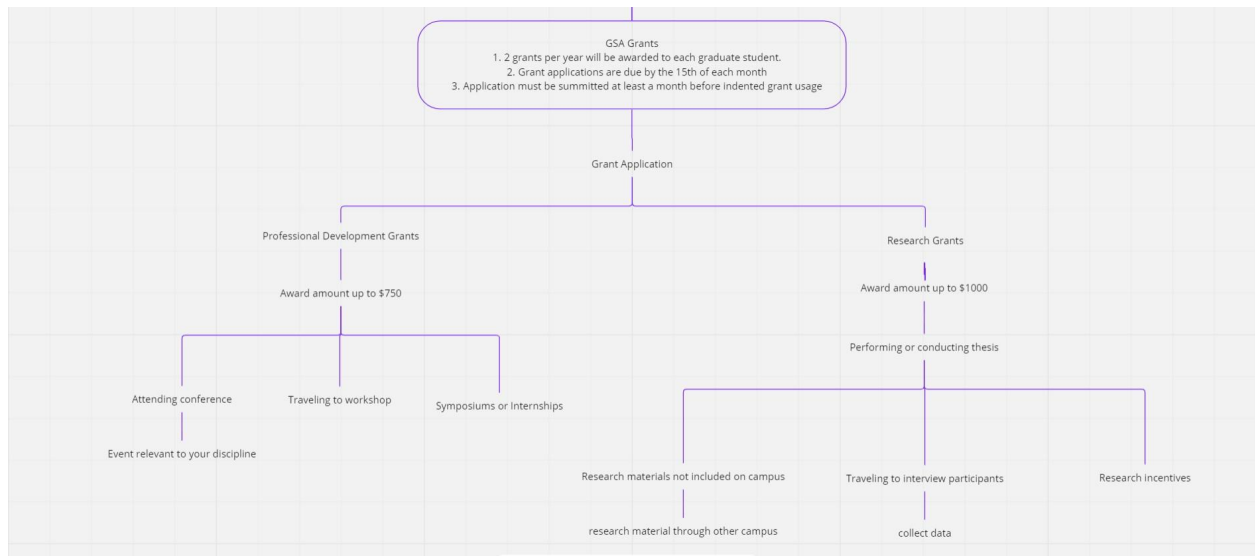 GSA Grants
1. 2 grants per year will be awarded to each graduate student.
2. Grant applications are due by the 15th of each month
3. Application must be summitted at least a month before indented grant usage
Grant Application
Professional Development Grants
Award amount up to $750
Attending conference
Traveling to workshop
Symposiums or Internships
Event relevant to your discipline
Research Grants
Award amount up to $1000
Performing or conducting thesis
Research materials not included on campus
Traveling to interview participants
Research incentives
research material through other campus
collect data